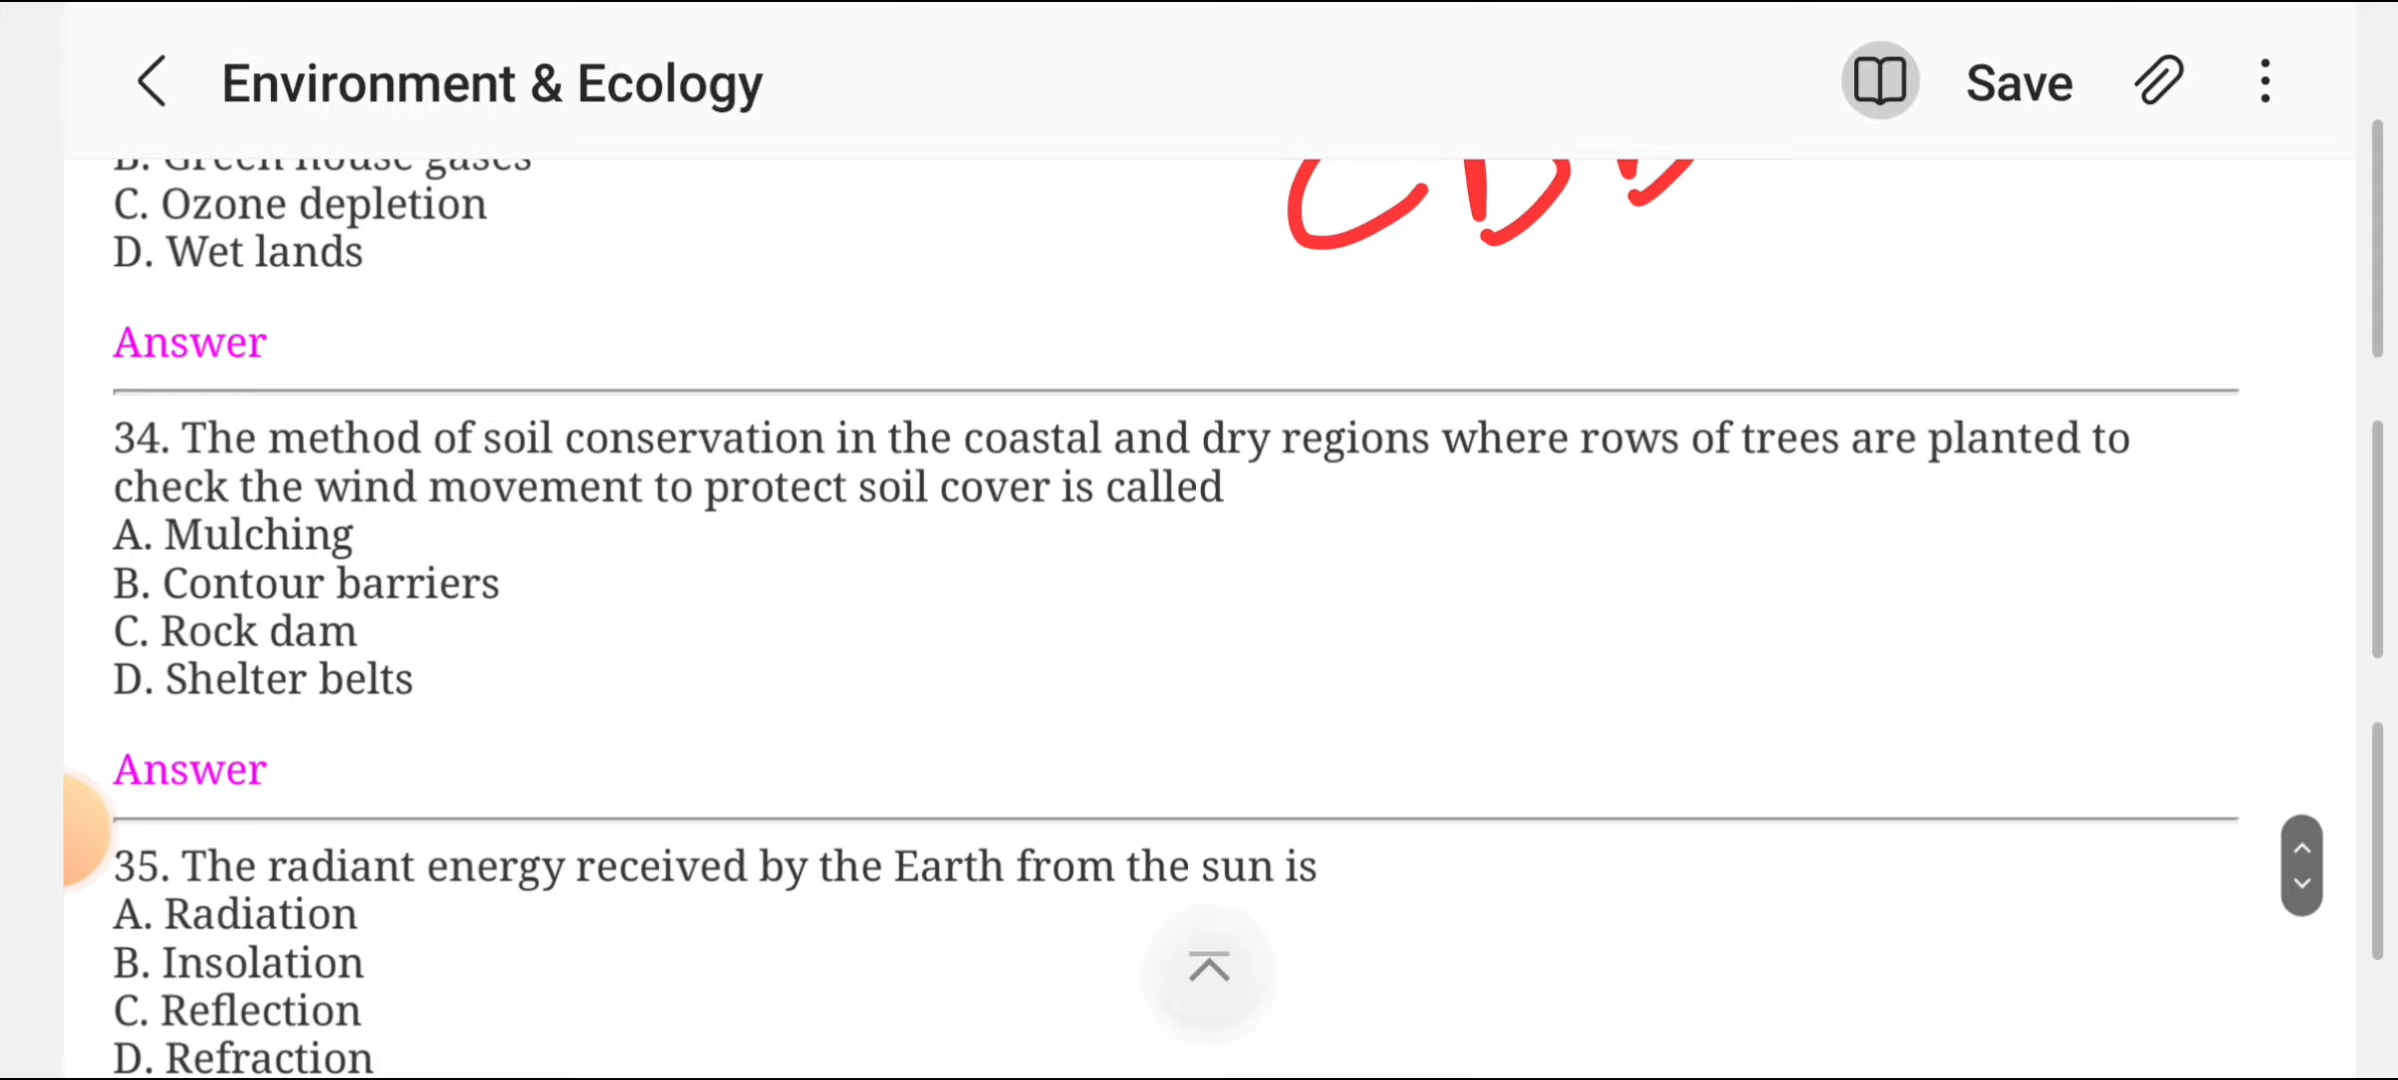 Environment & Ecology
Save
B. Green house gases
C. Ozone depletion
D. Wet lands
Answer
34. The method of soil conservation in the coastal and dry regions where rows of trees are planted to
check the wind movement to protect soil cover is called
A. Mulching
B. Contour barriers
C. Rock dam
D. Shelter belts
Answer
35. The radiant energy received by the Earth from the sun is
A. Radiation
B. Insolation
C. Reflection
D. Refraction